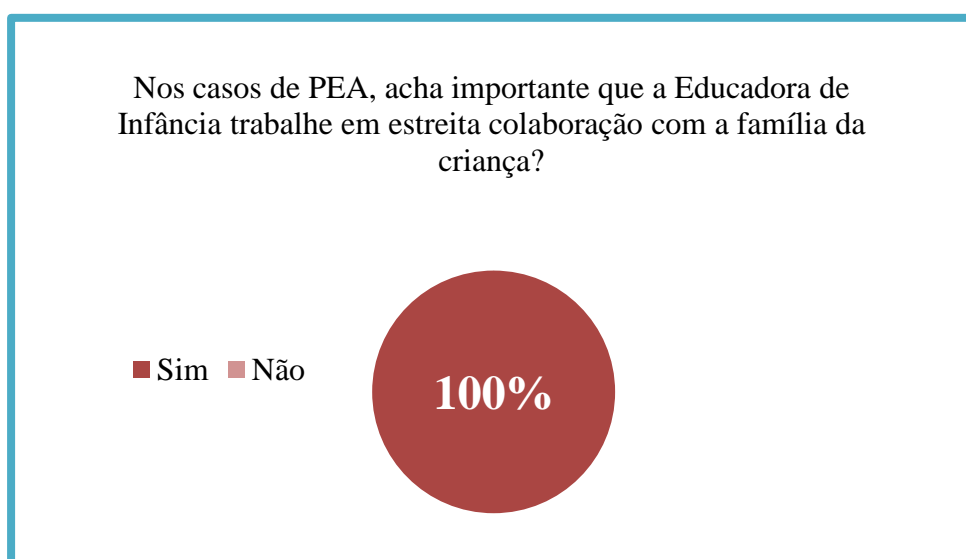 Nos casos de PEA, acha importante que a Educadora de
Infância trabalhe em estreita colaboração com a família da
criança?
Sim Não
100%